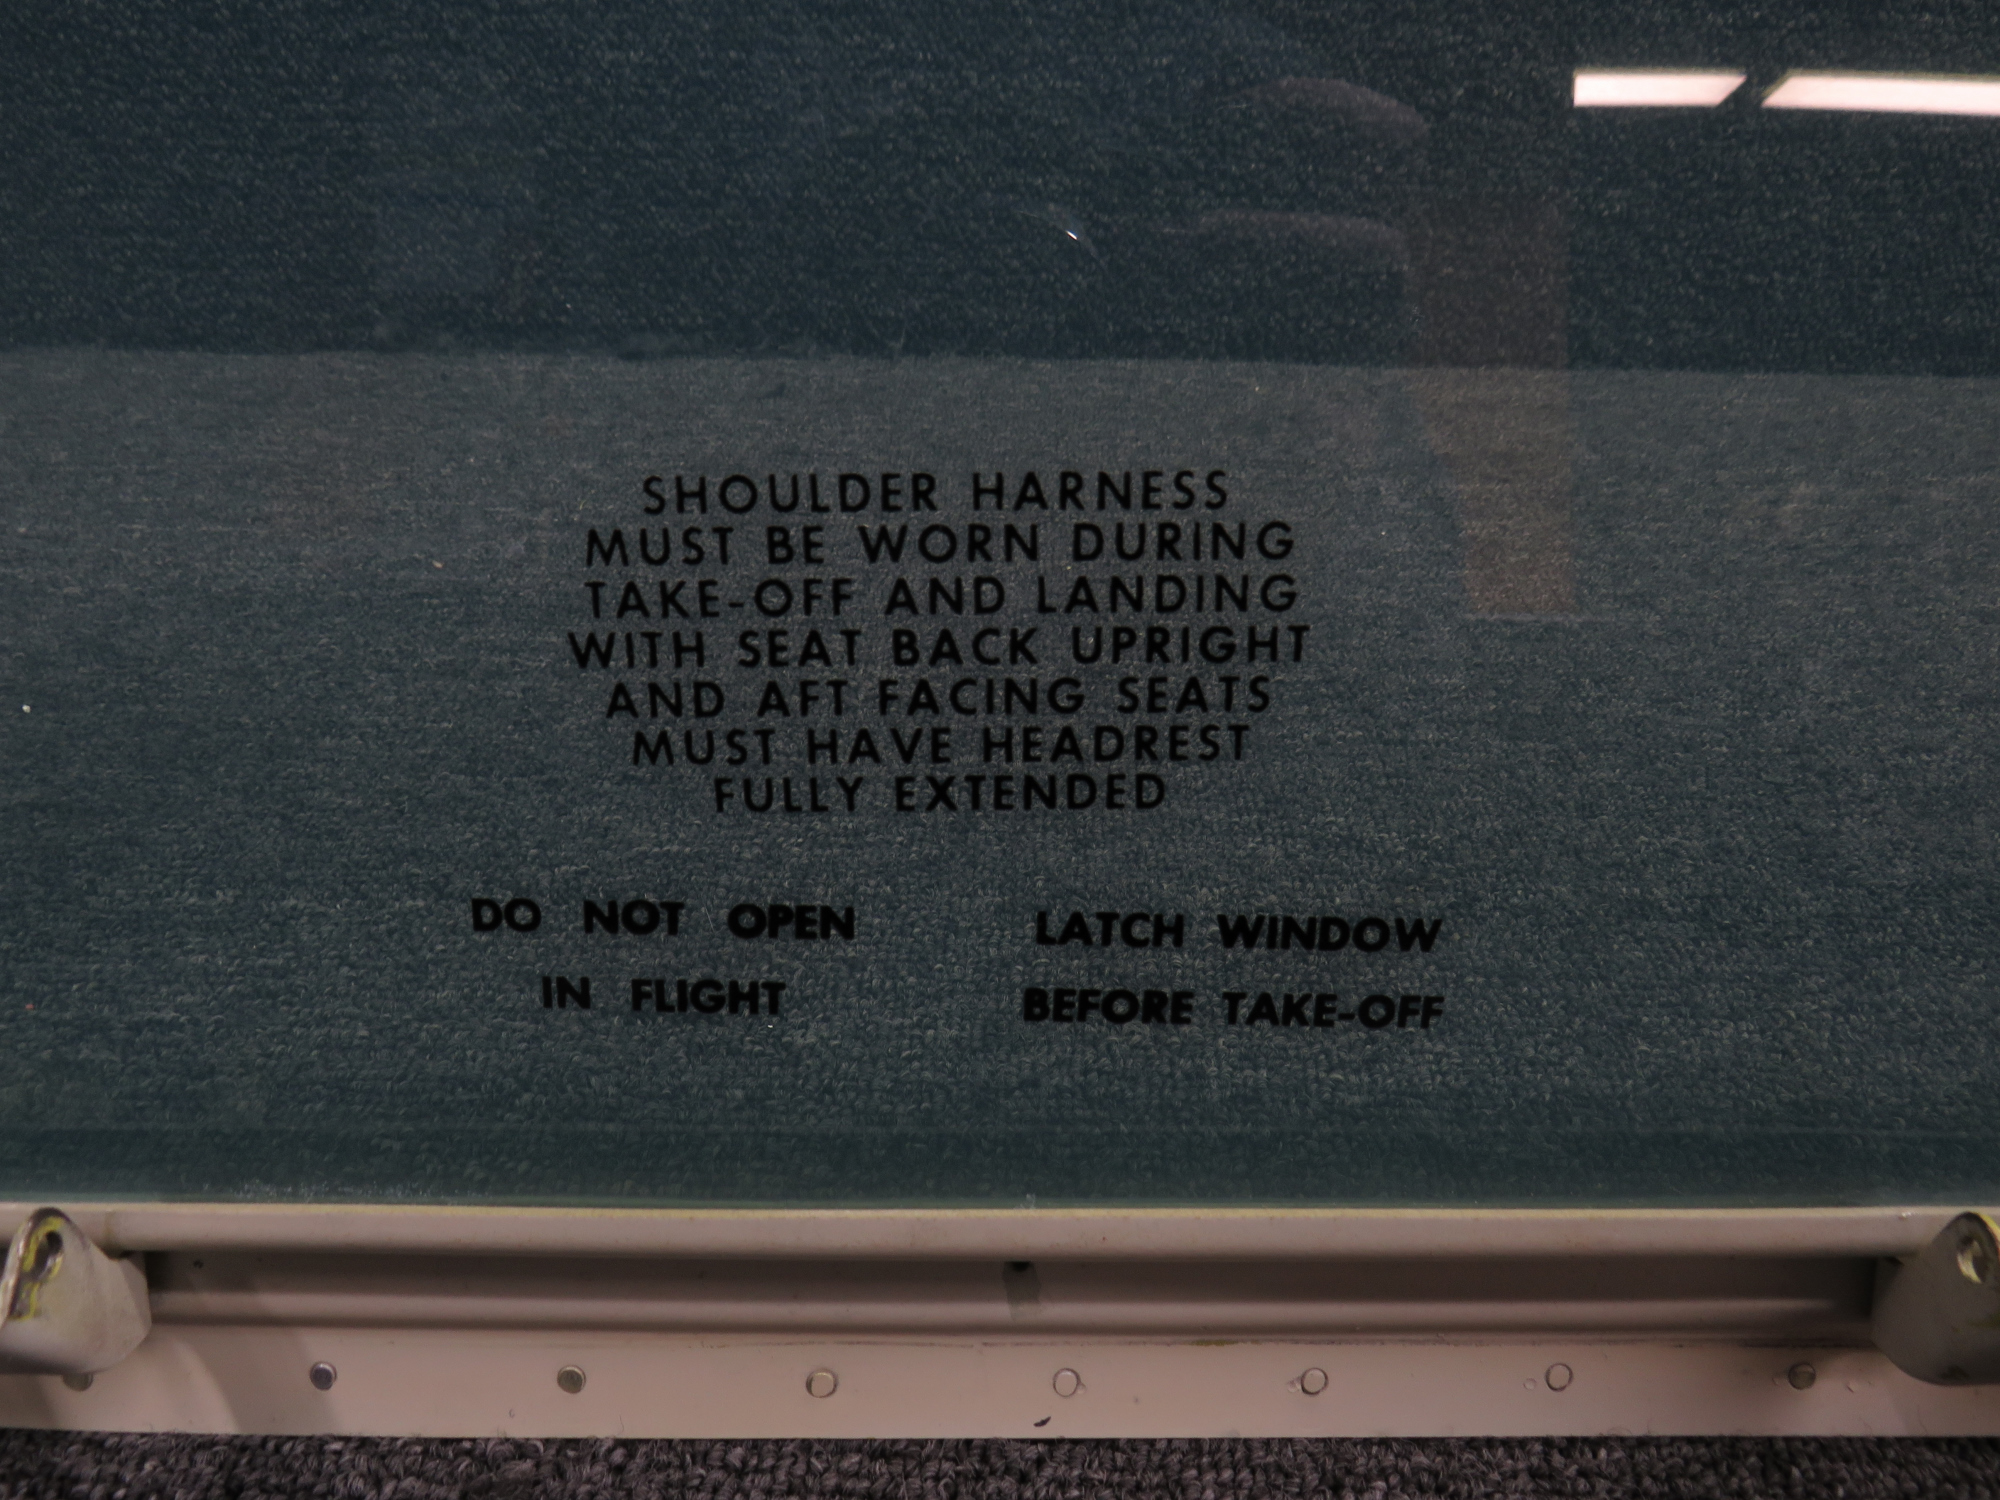 SHOULDER HARNESS
MUST BE WORN DURING
TAKE-OFF AND LANDING
WITH SEAT BACK UPRIGHT
AND AFT FACING SEATS
MUST HAVE HEADREST
FULLY EXTENDED
DO NOT OPEN
IN FLIGHT
LATCH WINDOW
BEFORE TAKE-OFF